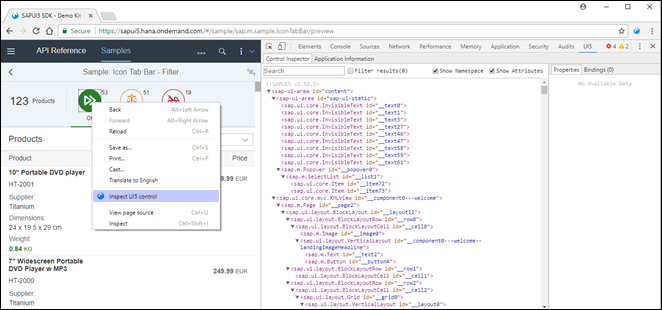 SAPUI5 SDK - Demo Kit
Secure https://sapui5.hana.ondemand.com/#/sample/sap.m.sample.IconTabBar/preview
API Reference Samples
Sample: Icon Tab Bar - Filter
123 Products
53
51
19
Products
Product Price
10" Portable DVD player
HT-2001
9.99 EUR
Supplier:
Titanium
Dimensions:
24 x 19.5 x 29 cm
Weight:
0.84 KG
7" Widescreen Portable
DVD Player w MP3
249.99 EUR
HT-2000
Supplier:
Titanium
Back Alt+Left Arrow
Forward Alt+Right Arrow
Reload Ctrl+R
Save as... Ctrl+S
Print... Ctrl+P
Cast...
Translate to English
Inspect UI5 control
View page source Ctrl+U
Inspect Ctrl+Shift+I
Elements Console Sources Network Performance Memory Application Security Audits UI5 4 2
Control Inspector Application Information
Search Filter results(0) Show Namespace Show Attributes
<!SAPUI5 v1.52.5>
<sap-ui-area id="content">
<sap-ui-area id="sap-ui-static">
<sap.ui.core.InvisibleText id="__text0">
<sap.ui.core.InvisibleText id="__text1">
<sap.ui.core.InvisibleText id="__text3">
<sap.ui.core.InvisibleText id="__text27">
<sap.ui.core.InvisibleText id="__text46">
<sap.ui.core.InvisibleText id="__text47">
<sap.ui.core.InvisibleText id="__text58">
<sap.ui.core.InvisibleText id="__text59">
<sap.ui.core.InvisibleText id="__text61">
<sap.m.Popover id="__popover0">
<sap.m.SelectList id="__list1">
<sap.ui.core.Item id="__item72">
<sap.ui.core.Item id="__item73">
<sap.ui.core.mvc.XMLView id="__component0---welcome">
<sap.m.Page id="__page2">
<sap.ui.layout.BlockLayout id="__layout12">
<sap.ui.layout.BlockLayoutRow id="__row0">
<sap.ui.layout.BlockLayoutCell id="__cell0">
<sap.m.Image id="__image0">
<sap.ui.layout.VerticalLayout id="__component0---welcome--
landingImageHeadline">
<sap.m.Text id="__text2">
<sap.m.Button id="__button4">
<sap.ui.layout.BlockLayoutRow id="__row1">
<sap.ui.layout.BlockLayoutCell id="__cell1">
<sap.ui.layout.BlockLayoutRow id="__row2">
<sap.ui.layout.BlockLayoutCell id="__cell2">
<sap.ui.layout.Grid id="__grid0">
<sap.ui.layout.VerticalLayout id="__layout0">
Properties Bindings (0)
No Available Data